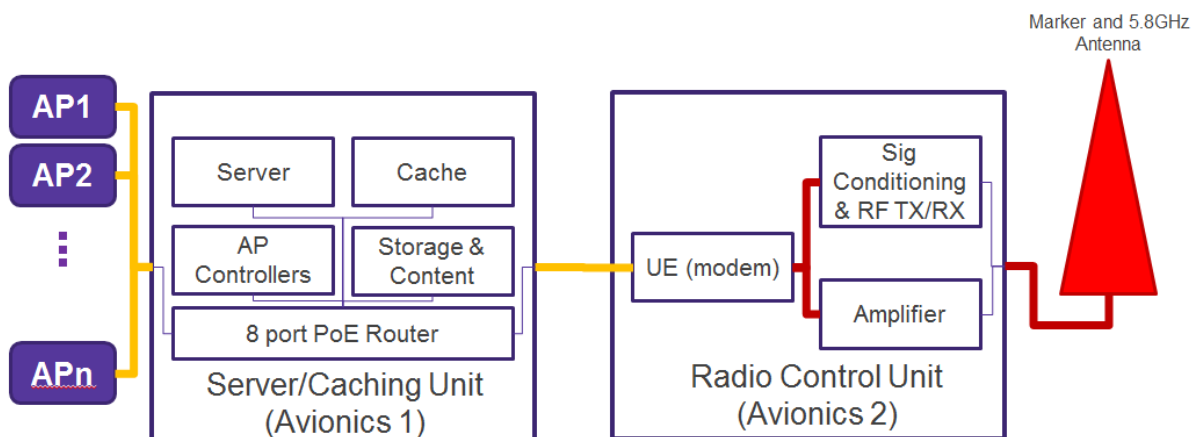 Marker and 5.8GHz
Antenna
AP1
AP2
APn
Server
Cache
AP
Controllers
Storage &
Content
8 port PoE Router
Server/Caching Unit
(Avionics 1)
UE (modem)
Sig
Conditioning
& RF TX/RX
Amplifier
Radio Control Unit
(Avionics 2)